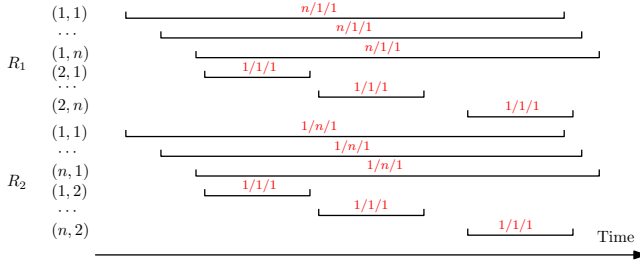 (1, 1) n/1/1
... n/1/1
(1, n) n/1/1
R1
(2, 1) 1/1/1
... 1/1/1
(2, n) 1/1/1
(1, 1) 1/n/1
... 1/n/1
(n, 1) 1/n/1
R2
(1, 2) 1/1/1
... 1/1/1
(n, 2) 1/1/1
Time